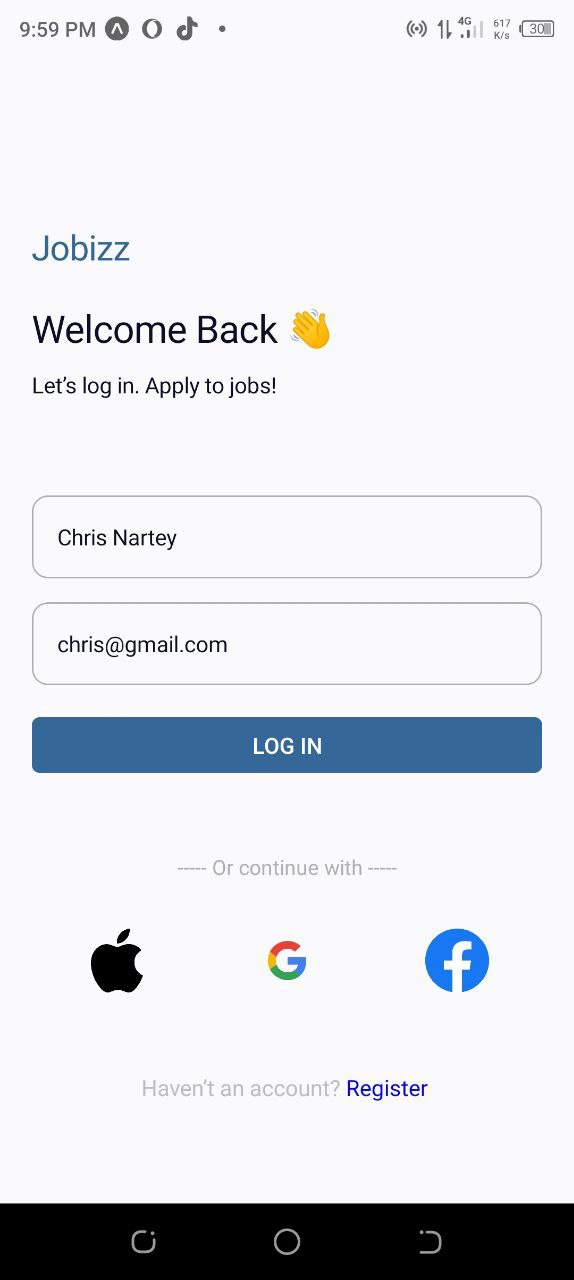 9:59 PM 4G 617 K/s 30
Jobizz
Welcome Back 👋
Let’s log in. Apply to jobs!
Chris Nartey
chris@gmail.com
LOG IN
----- Or continue with -----
Haven’t an account? Register